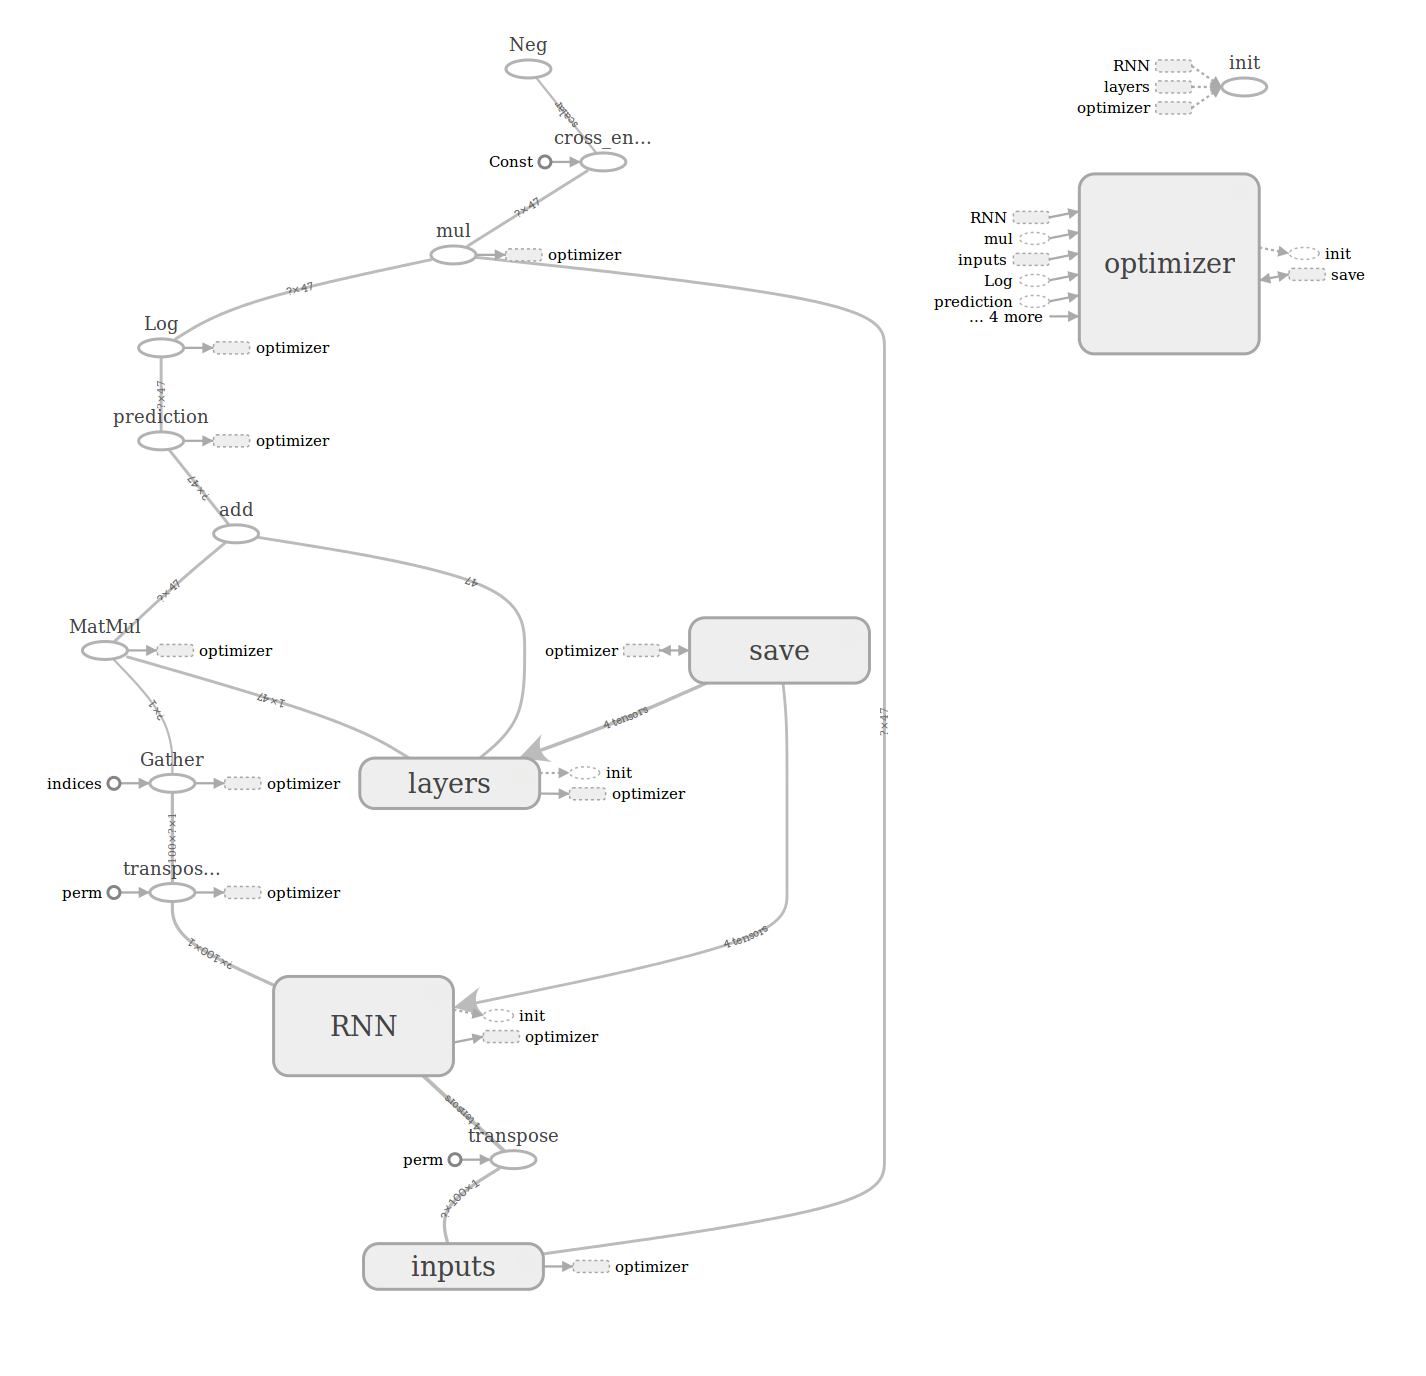 Neg
scalar
cross_en...
Const
?×47
mul
optimizer
?×47
Log
optimizer
?×47
prediction
optimizer
?×47
add
?×47
47
MatMul
optimizer
1×47
?×1
optimizer
save
4 tensors
?×47
Gather
indices
optimizer
layers
init
optimizer
100×?×1
transpos...
perm
optimizer
?×100×1
4 tensors
RNN
init
optimizer
4 tensors
transpose
perm
?×100×1
inputs
optimizer
RNN
layers
optimizer
init
RNN
mul
inputs
Log
prediction
... 4 more
optimizer
init
save